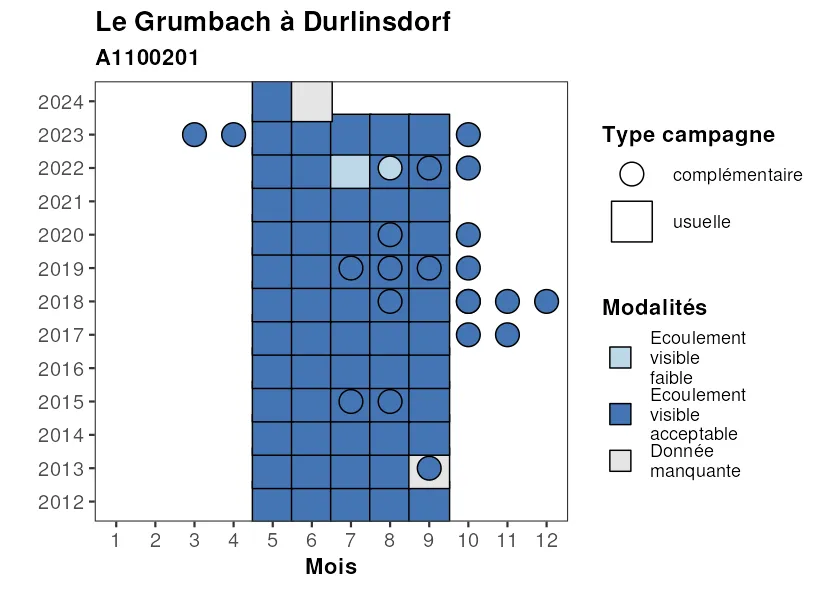 Le Grumbach à Durlinsdorf
A1100201
2024
2023
2022
2021
2020
2019
2018
2017
2016
2015
2014
2013
2012
1 2 3 4 5 6 7 8 9 10 11 12
Mois
Type campagne
complémentaire
usuelle
Modalités
Ecoulement
visible
faible
Ecoulement
visible
acceptable
Donnée
manquante